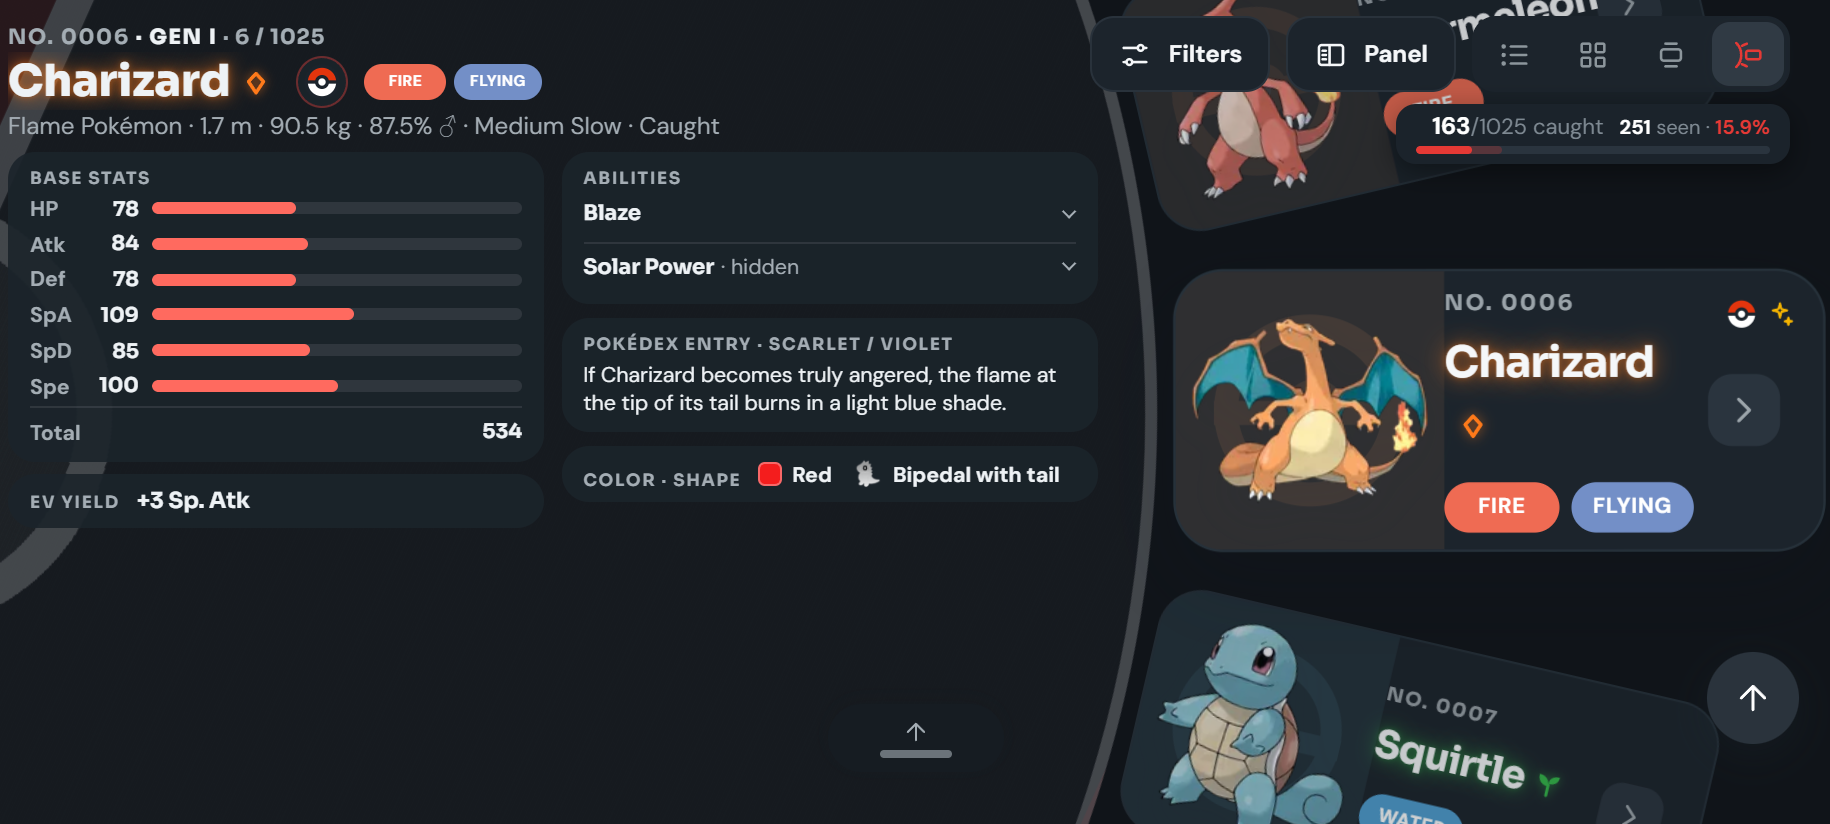 NO. 0006 · GEN I · 6 / 1025
Charizard
FIRE
FLYING
Flame Pokémon · 1.7 m · 90.5 kg · 87.5% ♂ · Medium Slow · Caught
BASE STATS
HP 78
Atk 84
Def 78
SpA 109
SpD 85
Spe 100
Total 534
EV YIELD +3 Sp. Atk
ABILITIES
Blaze
Solar Power · hidden
POKÉDEX ENTRY · SCARLET / VIOLET
If Charizard becomes truly angered, the flame at
the tip of its tail burns in a light blue shade.
COLOR · SHAPE Red Bipedal with tail
Filters
Panel
163/1025 caught 251 seen · 15.9%
NO. 0006
Charizard
FIRE
FLYING
NO. 0007
Squirtle
WATER